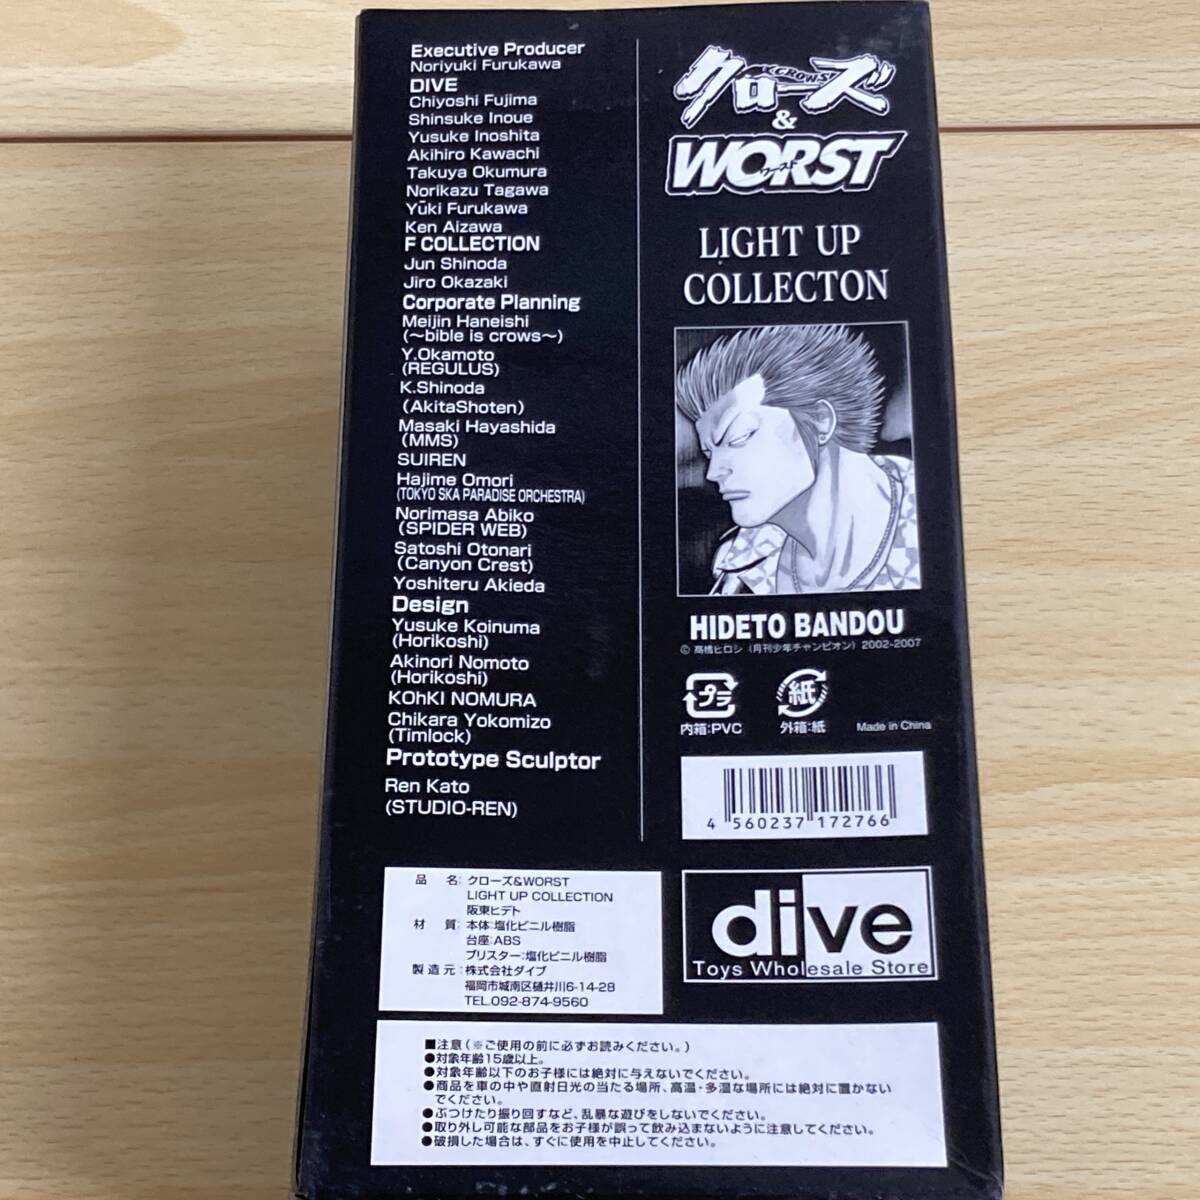 Executive Producer
Noriyuki Furukawa
DIVE
Chiyoshi Fujima
Shinsuke Inoue
Yusuke Inoshita
Akihiro Kawachi
Takuya Okumura
Norikazu Tagawa
Yūki Furukawa
Ken Aizawa
F COLLECTION
Jun Shinoda
Jiro Okazaki
Corporate Planning
Meijin Haneishi
(〜bible is crows〜)
Y.Okamoto
(REGULUS)
K.Shinoda
(AkitaShoten)
Masaki Hayashida
(MMS)
SUIREN
Hajime Omori
(TOKYO SKA PARADISE ORCHESTRA)
Norimasa Abiko
(SPIDER WEB)
Satoshi Otonari
(Canyon Crest)
Yoshiteru Akieda
Design
Yusuke Koinuma
(Horikoshi)
Akinori Nomoto
(Horikoshi)
KOhKI NOMURA
Chikara Yokomizo
(Timlock)
Prototype Sculptor
Ren Kato
(STUDIO-REN)
クローズ
CROWS
&
WORST
ワースト
LIGHT UP
COLLECTON
HIDETO BANDOU
© 高橋ヒロシ (月刊少年チャンピオン) 2002-2007
プラ
紙
内箱:PVC
外箱:紙
Made in China
4 560237 172766
品 名: クローズ&WORST
LIGHT UP COLLECTION
阪東ヒデト
材 質: 本体:塩化ビニル樹脂
台座:ABS
ブリスター:塩化ビニル樹脂
製造元: 株式会社ダイブ
福岡市城南区樋井川6-14-28
TEL.092-874-9560
dive
Toys Wholesale Store
■注意(※ご使用の前に必ずお読みください。)
●対象年齢15歳以上。
●対象年齢以下のお子様には絶対に与えないでください。
●商品を車の中や直射日光の当たる場所、高温・多湿な場所には絶対に置かない
でください。
●ぶつけたり振り回すなど、乱暴な遊びをしないでください。
●取り外し可能な部品をお子様が誤って飲み込まないように注意してください。
●破損した場合は、すぐに使用を中止してください。